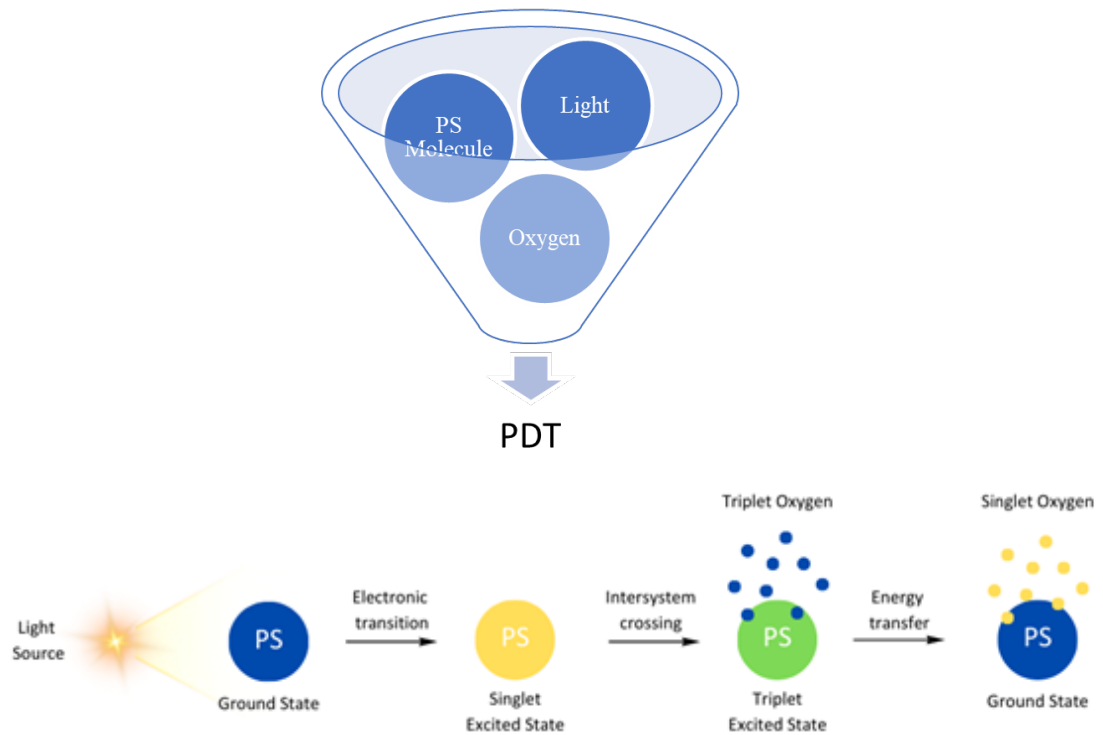 PS
Molecule
Light
Oxygen
PDT
Light
Source
PS
Ground State
Electronic
transition
PS
Singlet
Excited State
Intersystem
crossing
Triplet Oxygen
PS
Triplet
Excited State
Energy
transfer
Singlet Oxygen
PS
Ground State